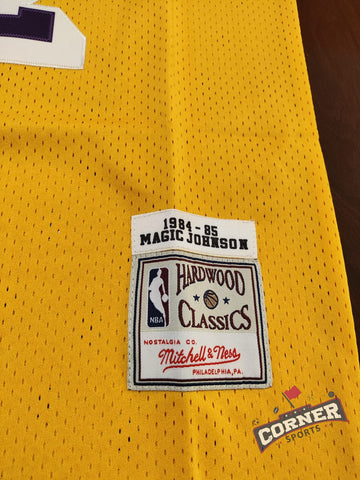 1984-85
MAGIC JOHNSON
HARDWOOD
CLASSICS
NBA
NOSTALGIA CO.
Mitchell & Ness
PHILADELPHIA, PA.
CORNER
SPORTS